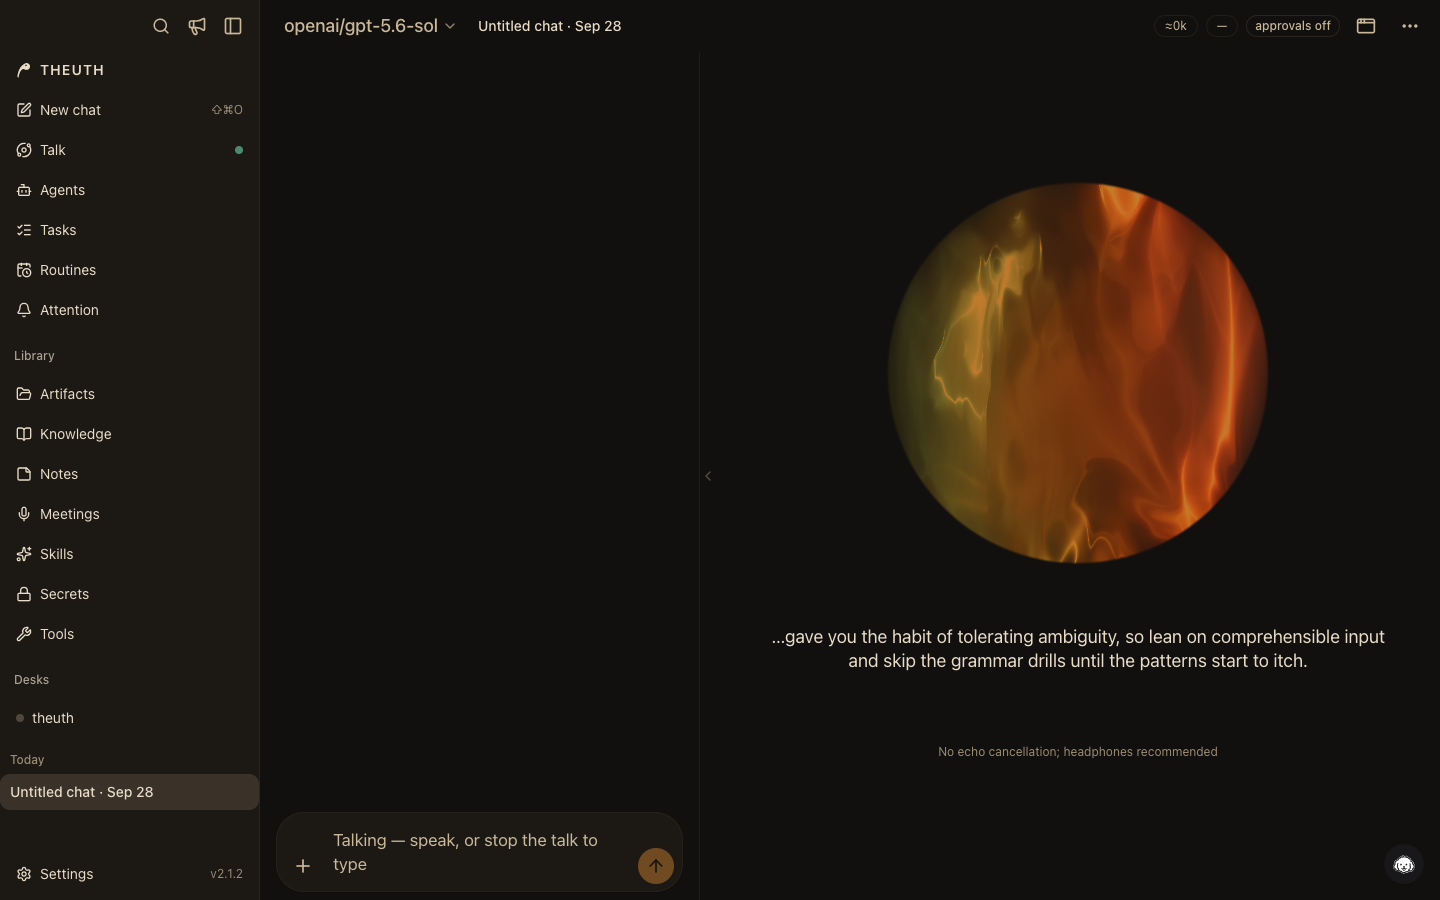 openai/gpt-5.6-sol
Untitled chat · Sep 28
≈0k
—
approvals off
THEUTH
New chat
⇧⌘O
Talk
Agents
Tasks
Routines
Attention
Library
Artifacts
Knowledge
Notes
Meetings
Skills
Secrets
Tools
Desks
theuth
Today
Untitled chat · Sep 28
Settings
v2.1.2
Talking — speak, or stop the talk to
type
...gave you the habit of tolerating ambiguity, so lean on comprehensible input
and skip the grammar drills until the patterns start to itch.
No echo cancellation; headphones recommended